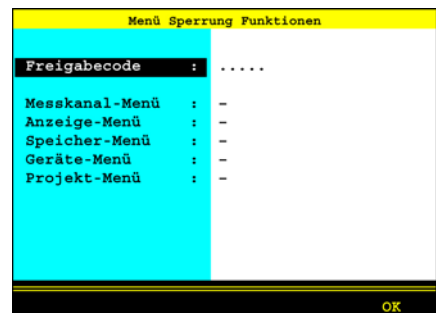 Menü Sperrung Funktionen
Freigabecode : .....
Messkanal-Menü : –
Anzeige-Menü : –
Speicher-Menü : –
Geräte-Menü : –
Projekt-Menü : –
OK